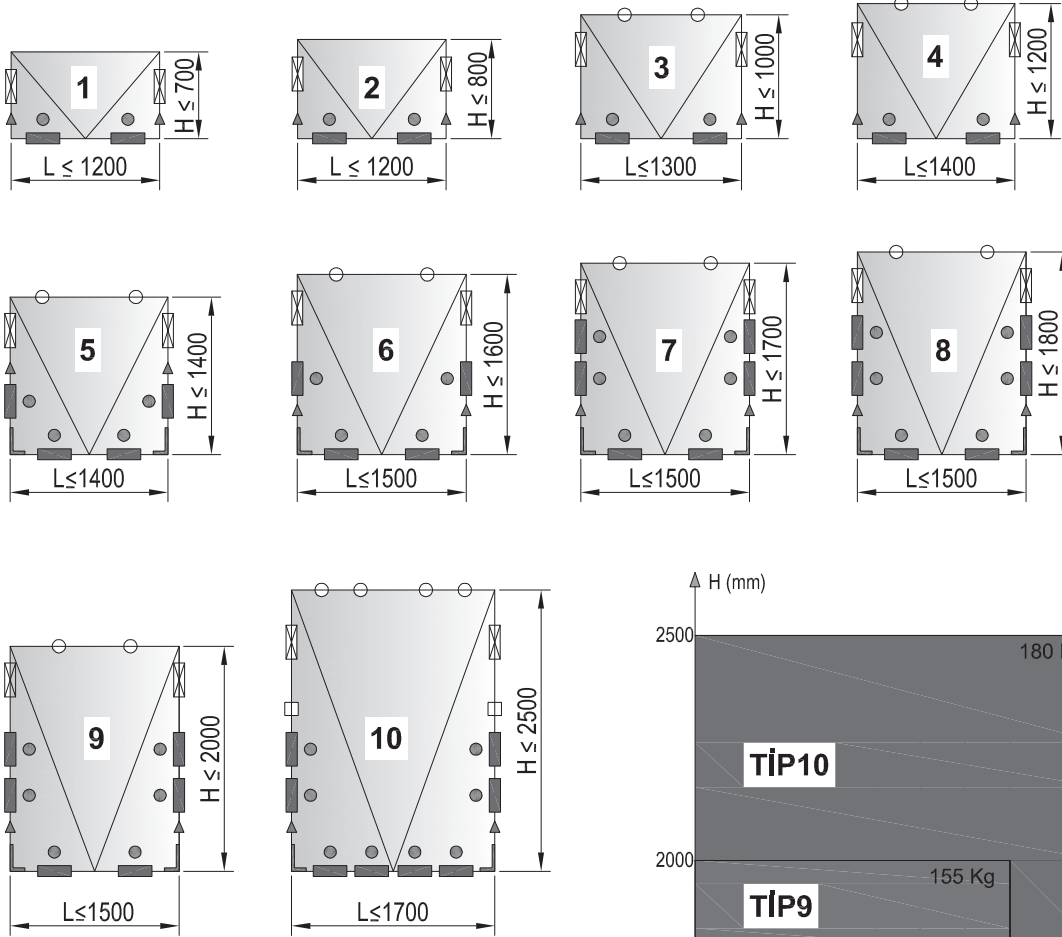 1
H ≤ 700
L ≤ 1200
2
H ≤ 800
L ≤ 1200
3
H ≤ 1000
L≤1300
4
H ≤ 1200
L≤1400
5
H ≤ 1400
L≤1400
6
H ≤ 1600
L≤1500
7
H ≤ 1700
L≤1500
8
H ≤ 1800
L≤1500
9
H ≤ 2000
L≤1500
10
H ≤ 2500
L≤1700
H (mm)
2500
180
TİP10
2000
155 Kg
TİP9